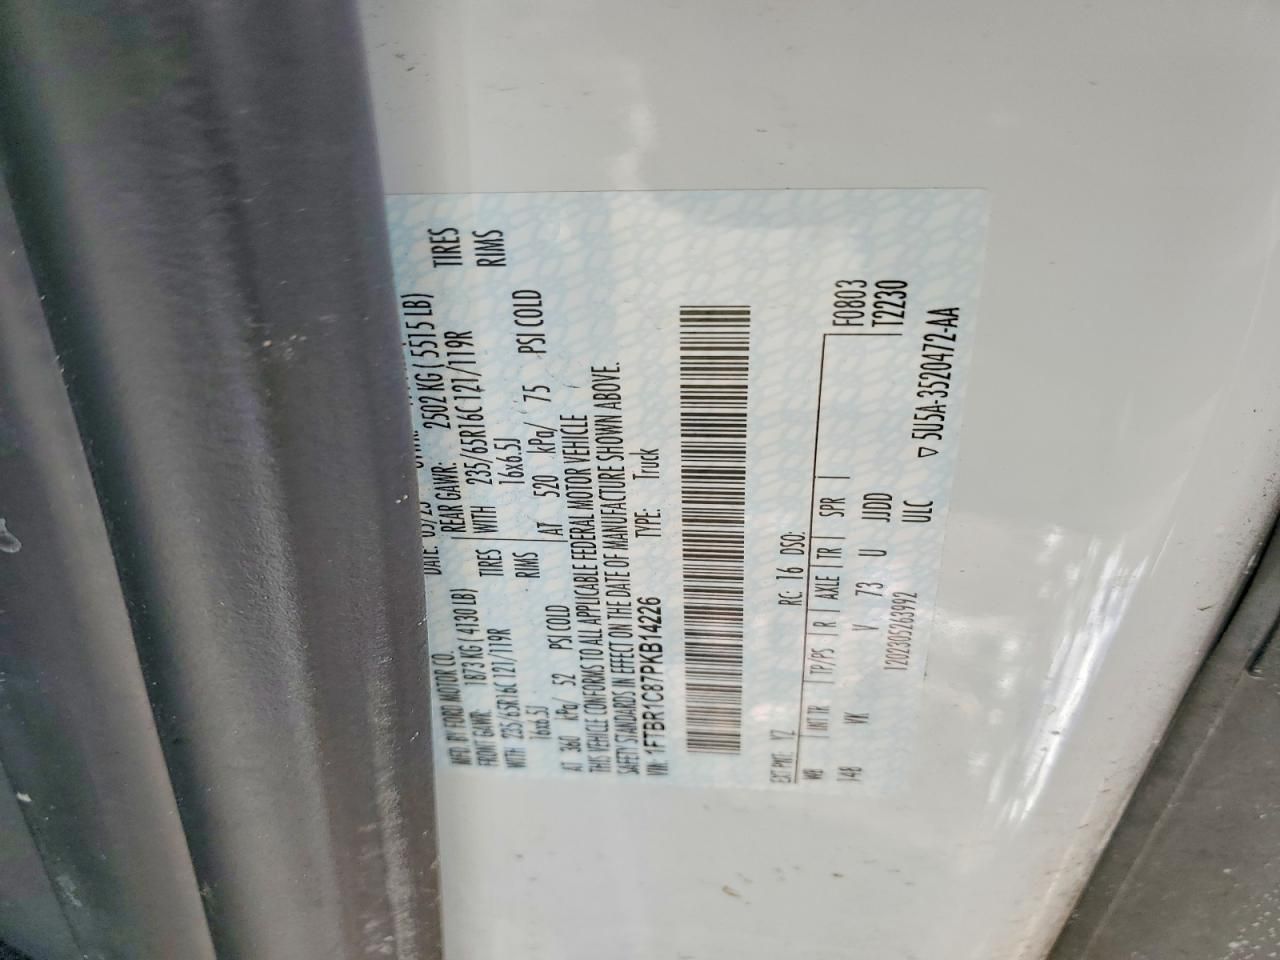 MFD. BY FORD MOTOR CO.
DATE:
FRONT GAWR: 1873 KG ( 4130 LB)
REAR GAWR: 2502 KG ( 5515 LB)
WITH 235/65R16C 121/119R TIRES
WITH 235/65R16C 121/119R TIRES
16x6.5J RIMS
16x6.5J RIMS
AT 360 kPa/ 52 PSI COLD
AT 520 kPa/ 75 PSI COLD
THIS VEHICLE CONFORMS TO ALL APPLICABLE FEDERAL MOTOR VEHICLE
SAFETY STANDARDS IN EFFECT ON THE DATE OF MANUFACTURE SHOWN ABOVE.
VIN: 1FTBR1C87PKB14226 TYPE: Truck
EXT PNT: YZ RC: 16 DSO:
WB INT TR TP/PS R AXLE TR SPR F0803
148 VK V 73 U JJD T2230
1202305263992 ULC ▽ 5U5A-3520472-AA